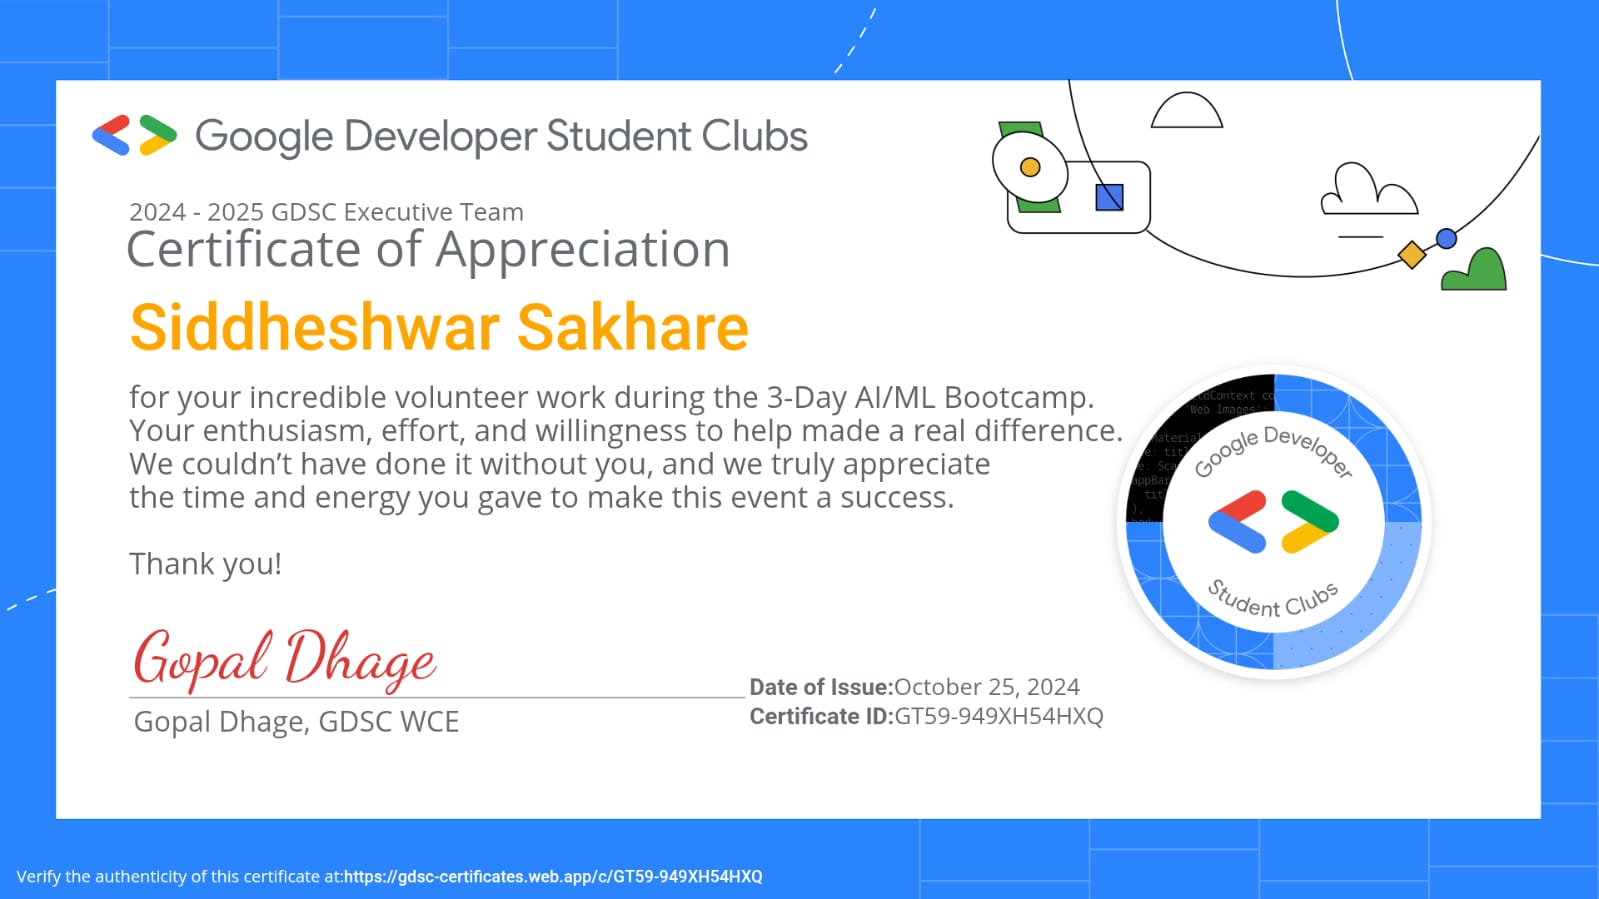 Google Developer Student Clubs
2024 - 2025 GDSC Executive Team
Certificate of Appreciation
Siddheshwar Sakhare
for your incredible volunteer work during the 3-Day AI/ML Bootcamp.
Your enthusiasm, effort, and willingness to help made a real difference.
We couldn’t have done it without you, and we truly appreciate
the time and energy you gave to make this event a success.
Thank you!
Gopal Dhage
Gopal Dhage, GDSC WCE
Date of Issue:October 25, 2024
Certificate ID:GT59-949XH54HXQ
Google Developer
Student Clubs
Verify the authenticity of this certificate at:https://gdsc-certificates.web.app/c/GT59-949XH54HXQ